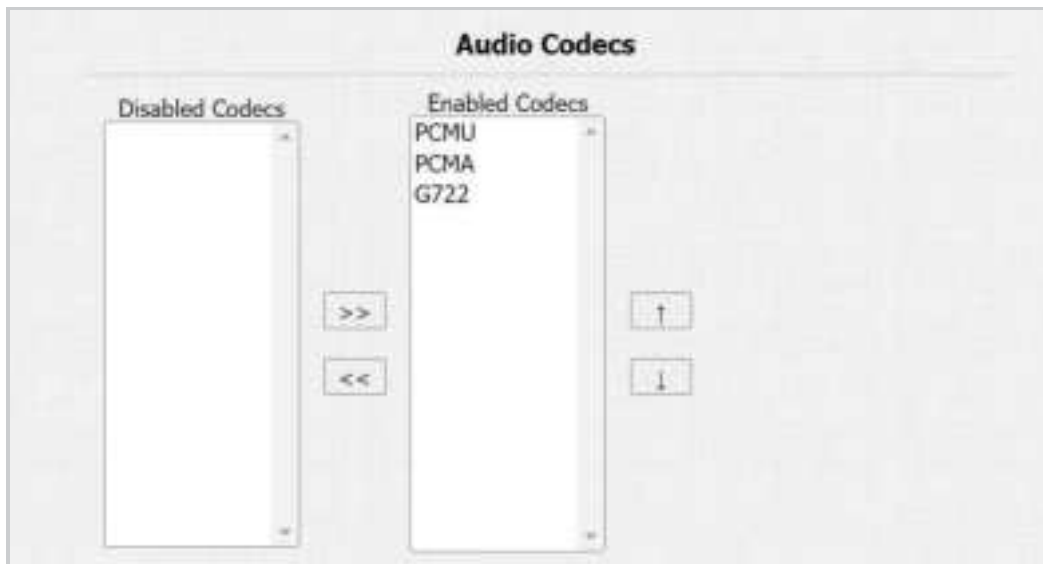 Audio Codecs
Disabled Codecs
Enabled Codecs
PCMU
PCMA
G722
>>
↑
<<
↓